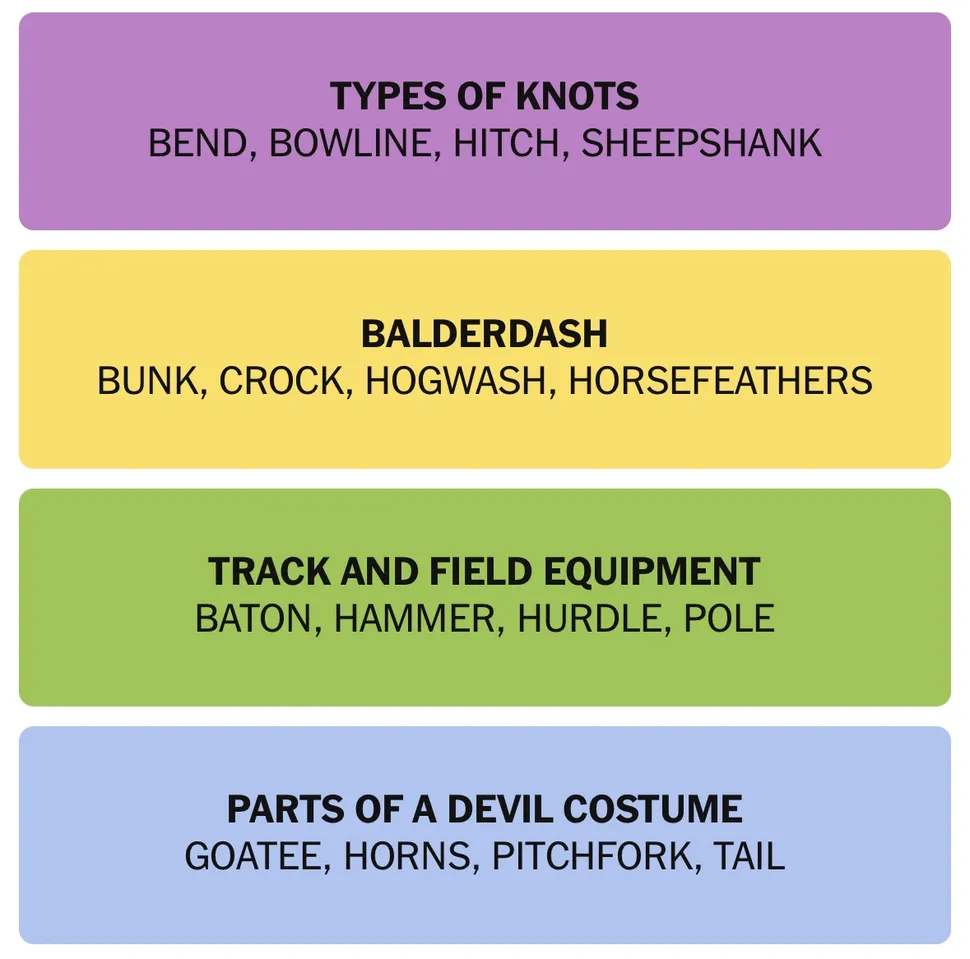 TYPES OF KNOTS
BEND, BOWLINE, HITCH, SHEEPSHANK
BALDERDASH
BUNK, CROCK, HOGWASH, HORSEFEATHERS
TRACK AND FIELD EQUIPMENT
BATON, HAMMER, HURDLE, POLE
PARTS OF A DEVIL COSTUME
GOATEE, HORNS, PITCHFORK, TAIL